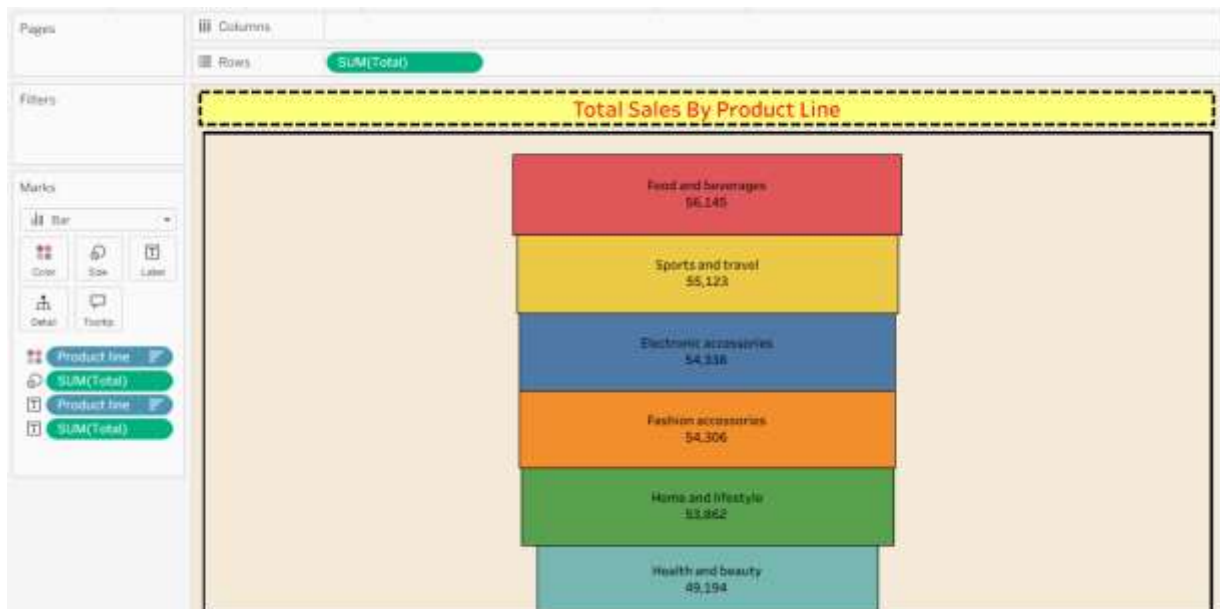 Pages
Columns
Rows
SUM(Total)
Filters
Total Sales By Product Line
Marks
Bar
Color
Size
Label
Detail
Tooltip
Product line
SUM(Total)
Product line
SUM(Total)
Food and beverages
56,145
Sports and travel
55,123
Electronic accessories
Fashion accessories
54,306
Home and lifestyle
53,862
Health and beauty
49,194